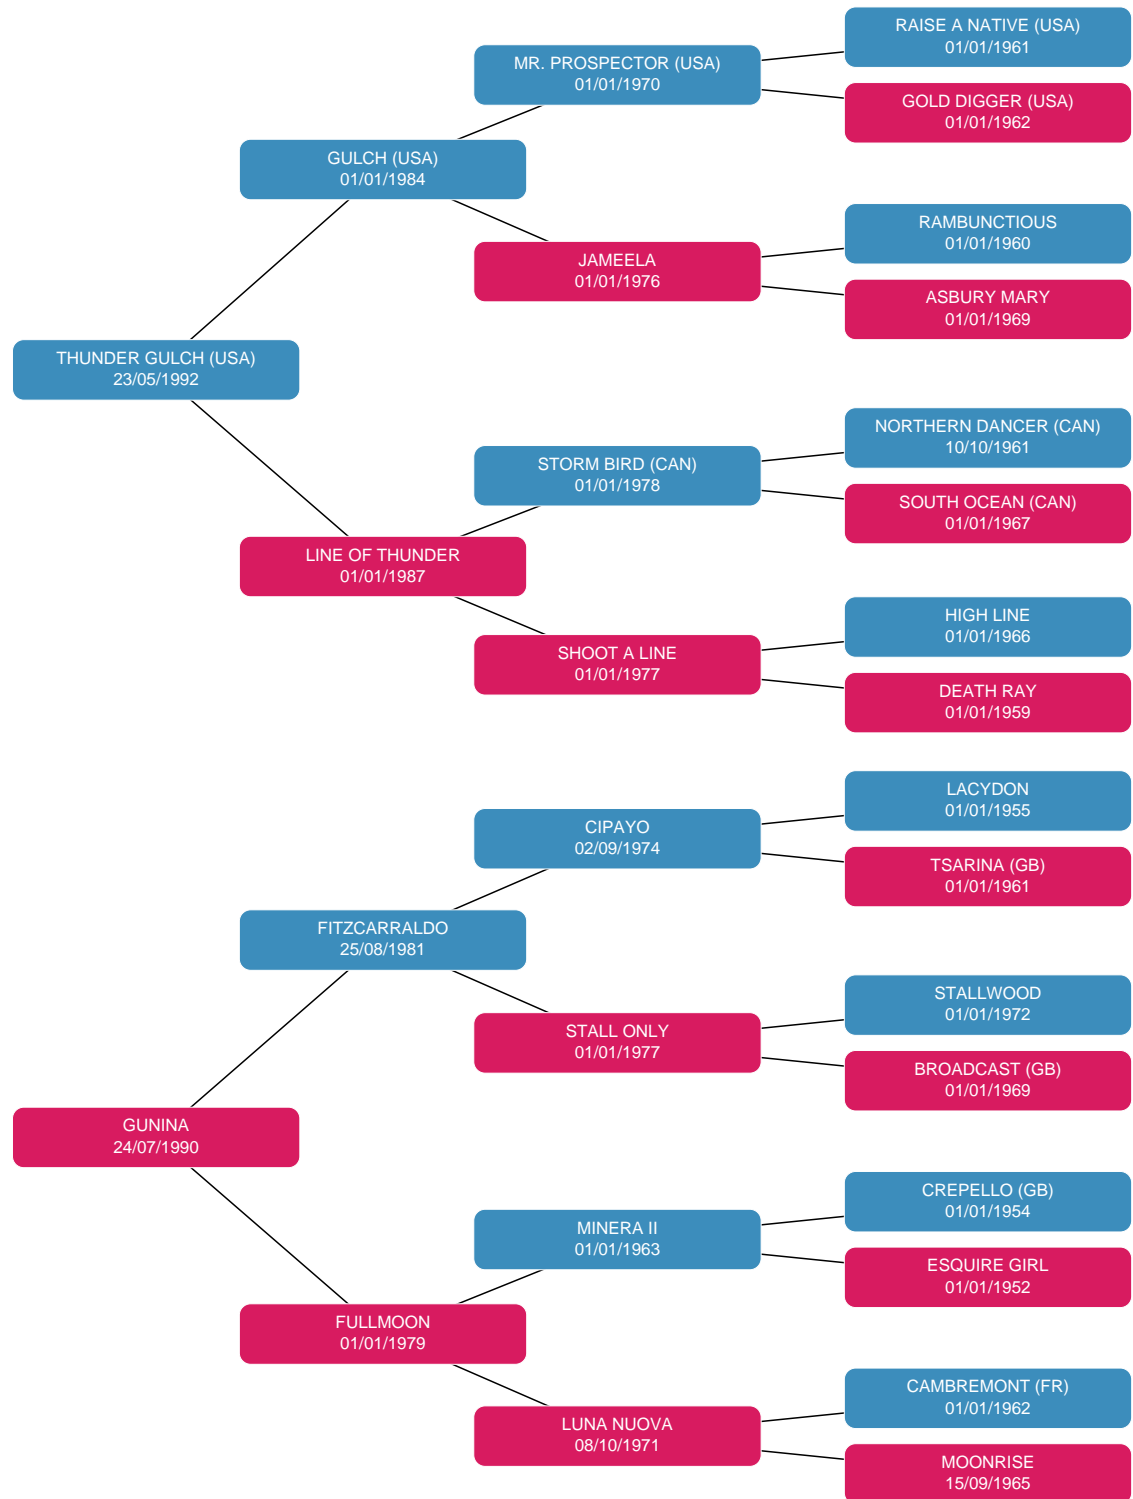 RAISE A NATIVE (USA)
01/01/1961
MR. PROSPECTOR (USA)
01/01/1970
GOLD DIGGER (USA)
01/01/1962
GULCH (USA)
01/01/1984
RAMBUNCTIOUS
01/01/1960
JAMEELA
01/01/1976
ASBURY MARY
01/01/1969
THUNDER GULCH (USA)
23/05/1992
NORTHERN DANCER (CAN)
10/10/1961
STORM BIRD (CAN)
01/01/1978
SOUTH OCEAN (CAN)
01/01/1967
LINE OF THUNDER
01/01/1987
HIGH LINE
01/01/1966
SHOOT A LINE
01/01/1977
DEATH RAY
01/01/1959
LACYDON
01/01/1955
CIPAYO
02/09/1974
TSARINA (GB)
01/01/1961
FITZCARRALDO
25/08/1981
STALLWOOD
01/01/1972
STALL ONLY
01/01/1977
BROADCAST (GB)
01/01/1969
GUNINA
24/07/1990
CREPELLO (GB)
01/01/1954
MINERA II
01/01/1963
ESQUIRE GIRL
01/01/1952
FULLMOON
01/01/1979
CAMBREMONT (FR)
01/01/1962
LUNA NUOVA
08/10/1971
MOONRISE
15/09/1965